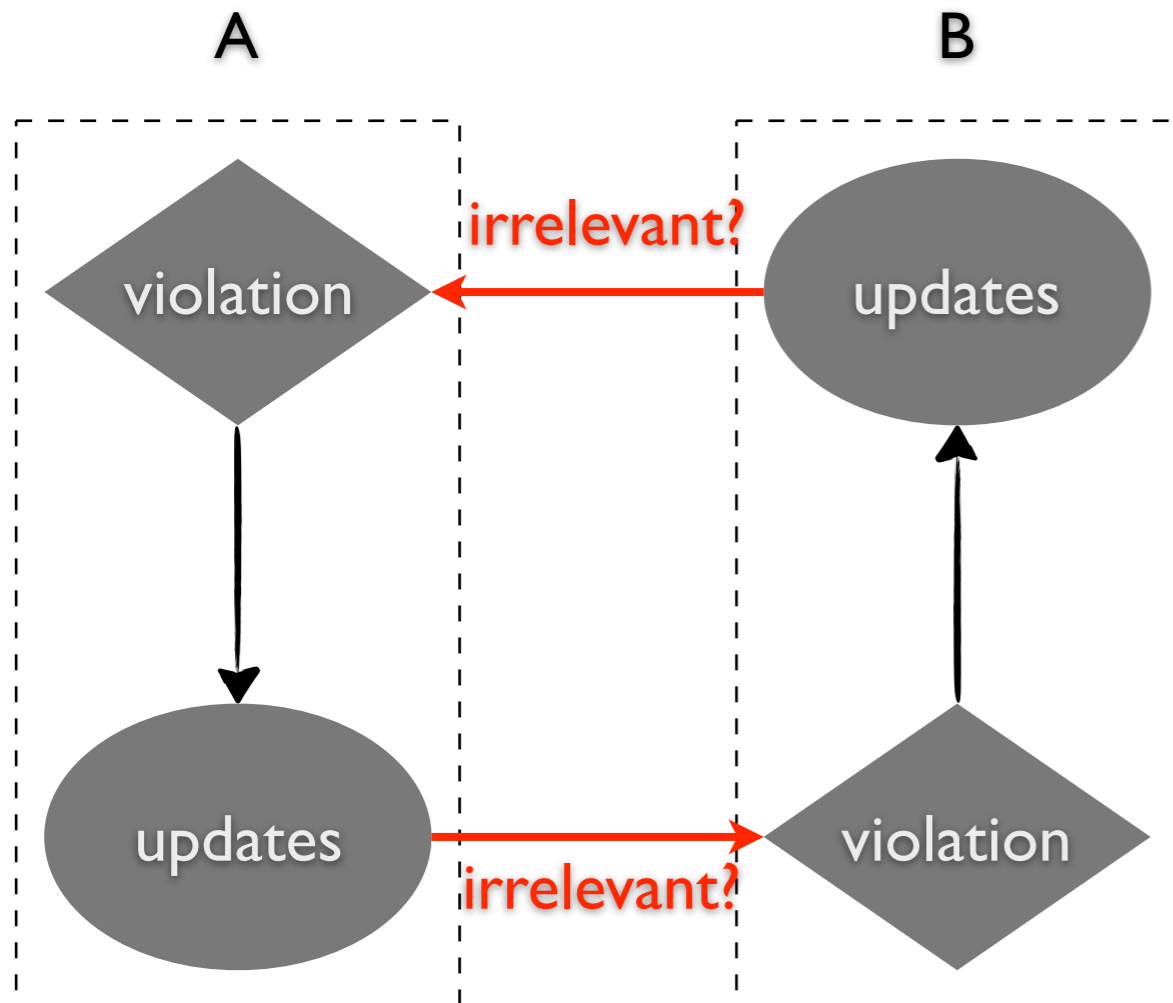 A
B
irrelevant?
violation
updates
updates
violation
irrelevant?